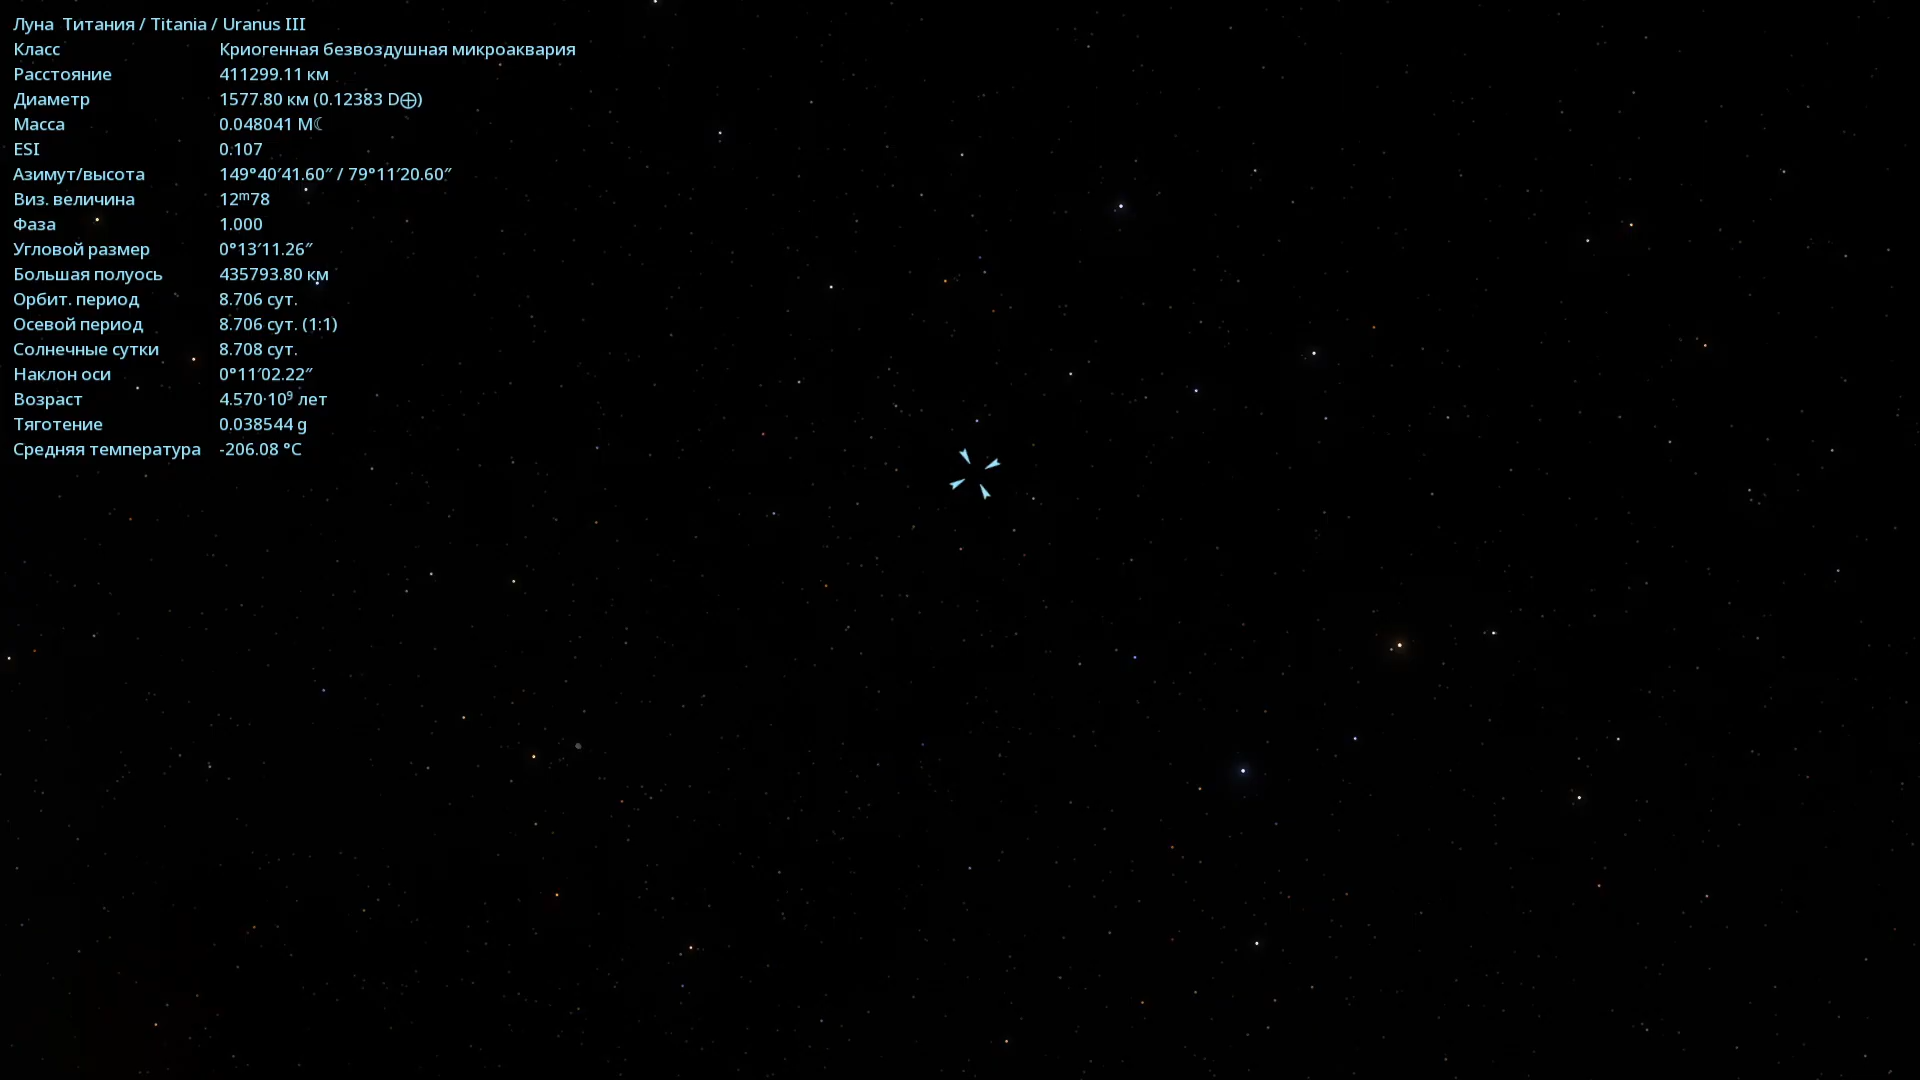 Луна  Титания / Titania / Uranus III
Класс Криогенная безвоздушная микроаквария
Расстояние 411299.11 км
Диаметр 1577.80 км (0.12383 D⊕)
Масса 0.048041 M☾
ESI 0.107
Азимут/высота 149°40′41.60″ / 79°11′20.60″
Виз. величина 12ᵐ78
Фаза 1.000
Угловой размер 0°13′11.26″
Большая полуось 435793.80 км
Орбит. период 8.706 сут.
Осевой период 8.706 сут. (1:1)
Солнечные сутки 8.708 сут.
Наклон оси 0°11′02.22″
Возраст 4.570·10⁹ лет
Тяготение 0.038544 g
Средняя температура -206.08 °C